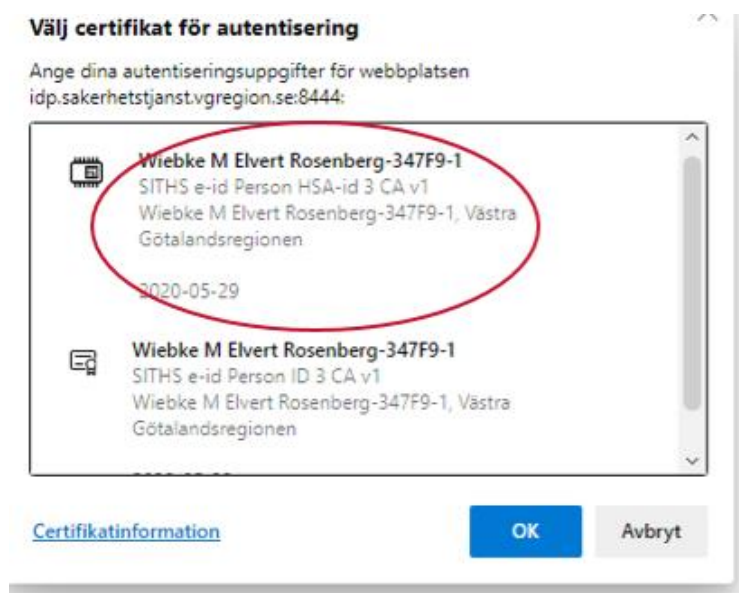 Välj certifikat för autentisering
Ange dina autentiseringsuppgifter för webbplatsen
idp.sakerhetstjanst.vgregion.se:8444:
Wiebke M Elvert Rosenberg-347F9-1
SITHS e-id Person HSA-id 3 CA v1
Wiebke M Elvert Rosenberg-347F9-1, Västra
Götalandsregionen
2020-05-29
Wiebke M Elvert Rosenberg-347F9-1
SITHS e-id Person ID 3 CA v1
Wiebke M Elvert Rosenberg-347F9-1, Västra
Götalandsregionen
Certifikatinformation
OK
Avbryt